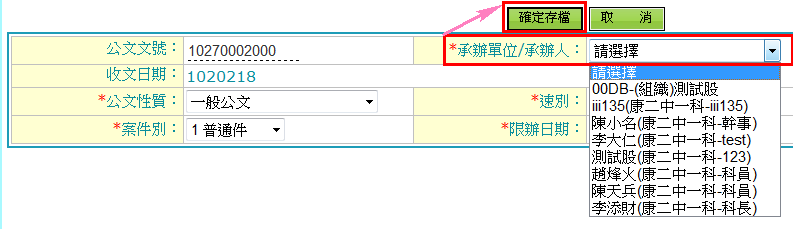 確定存檔 取 消
公文文號： 10270002000 *承辦單位/承辦人： 請選擇
收文日期： 1020218 請選擇
00DB-(組織)測試股
*公文性質： 一般公文 *速別： iii135(康二中一科-iii135)
陳小名(康二中一科-幹事)
*案件別： 1 普通件 *限辦日期： 李大仁(康二中一科-test)
測試股(康二中一科-123)
趙烽火(康二中一科-科員)
陳天兵(康二中一科-科員)
李添財(康二中一科-科長)